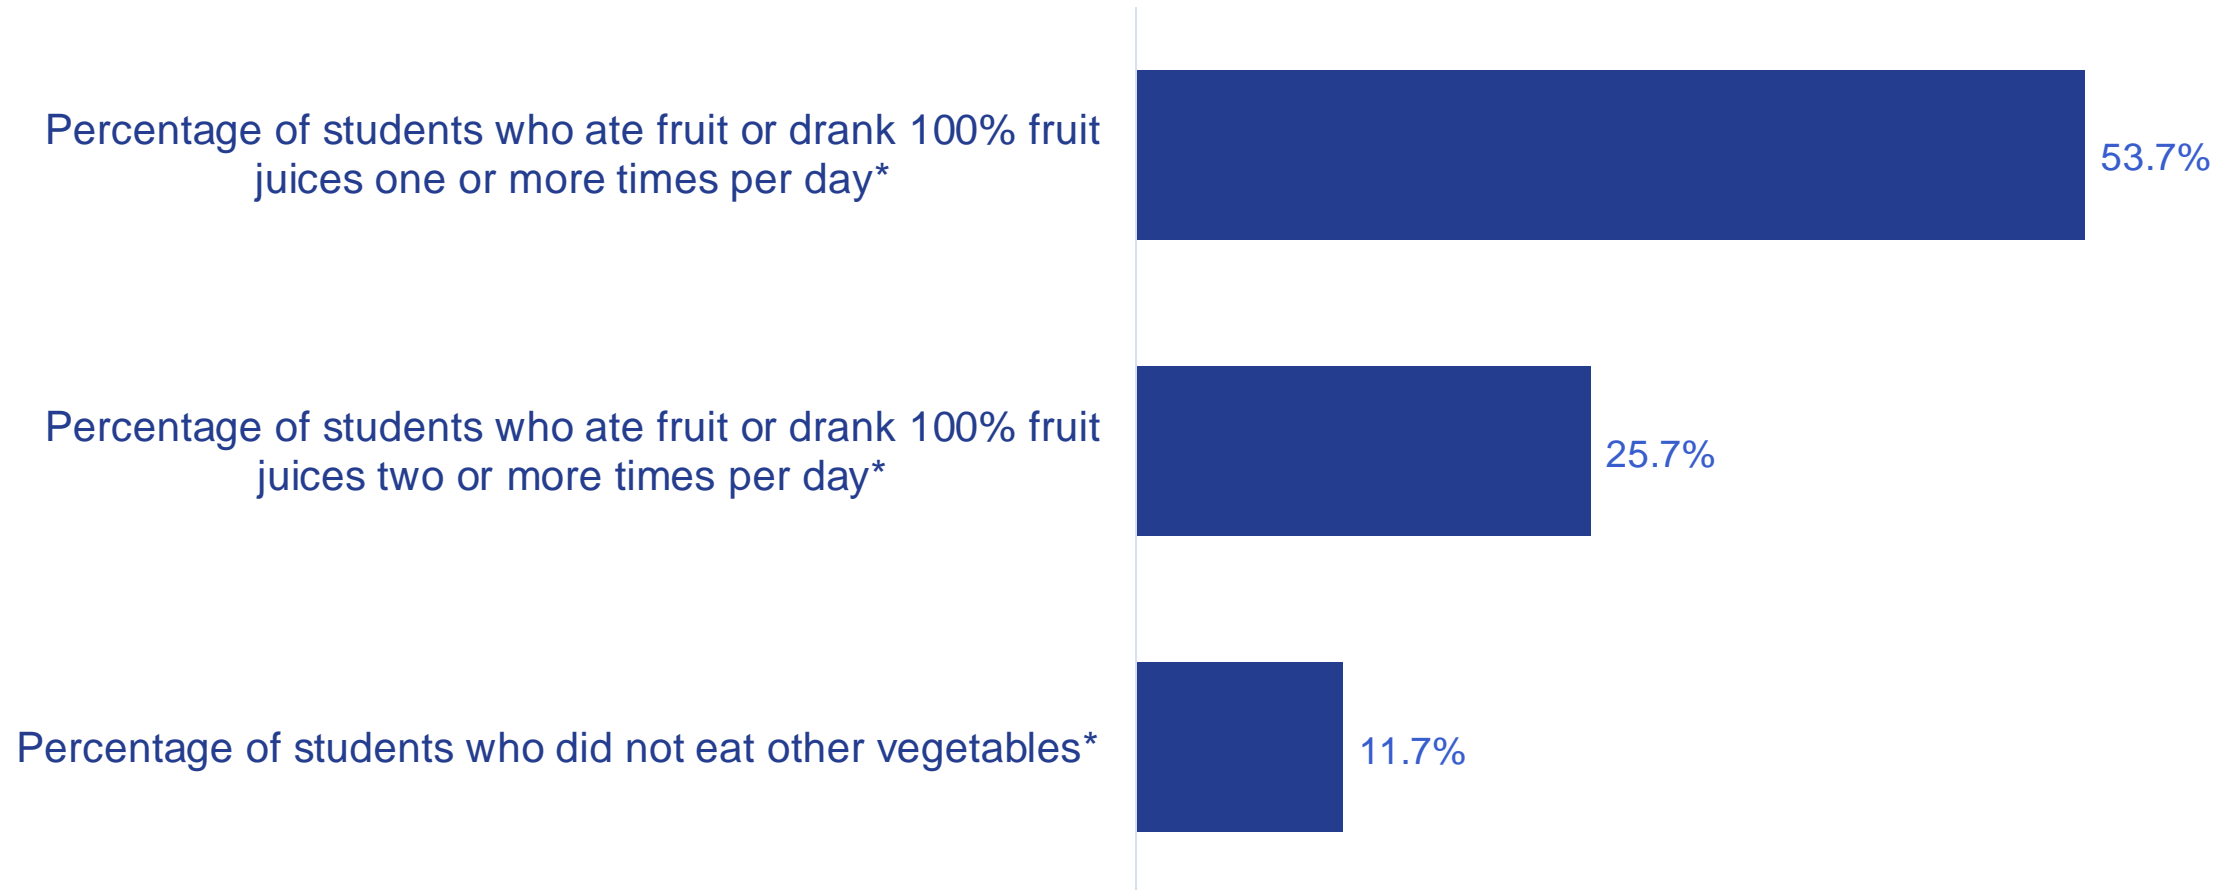 Percentage of students who ate fruit or drank 100% fruit
juices one or more times per day*
53.7%
Percentage of students who ate fruit or drank 100% fruit
juices two or more times per day*
25.7%
Percentage of students who did not eat other vegetables*
11.7%